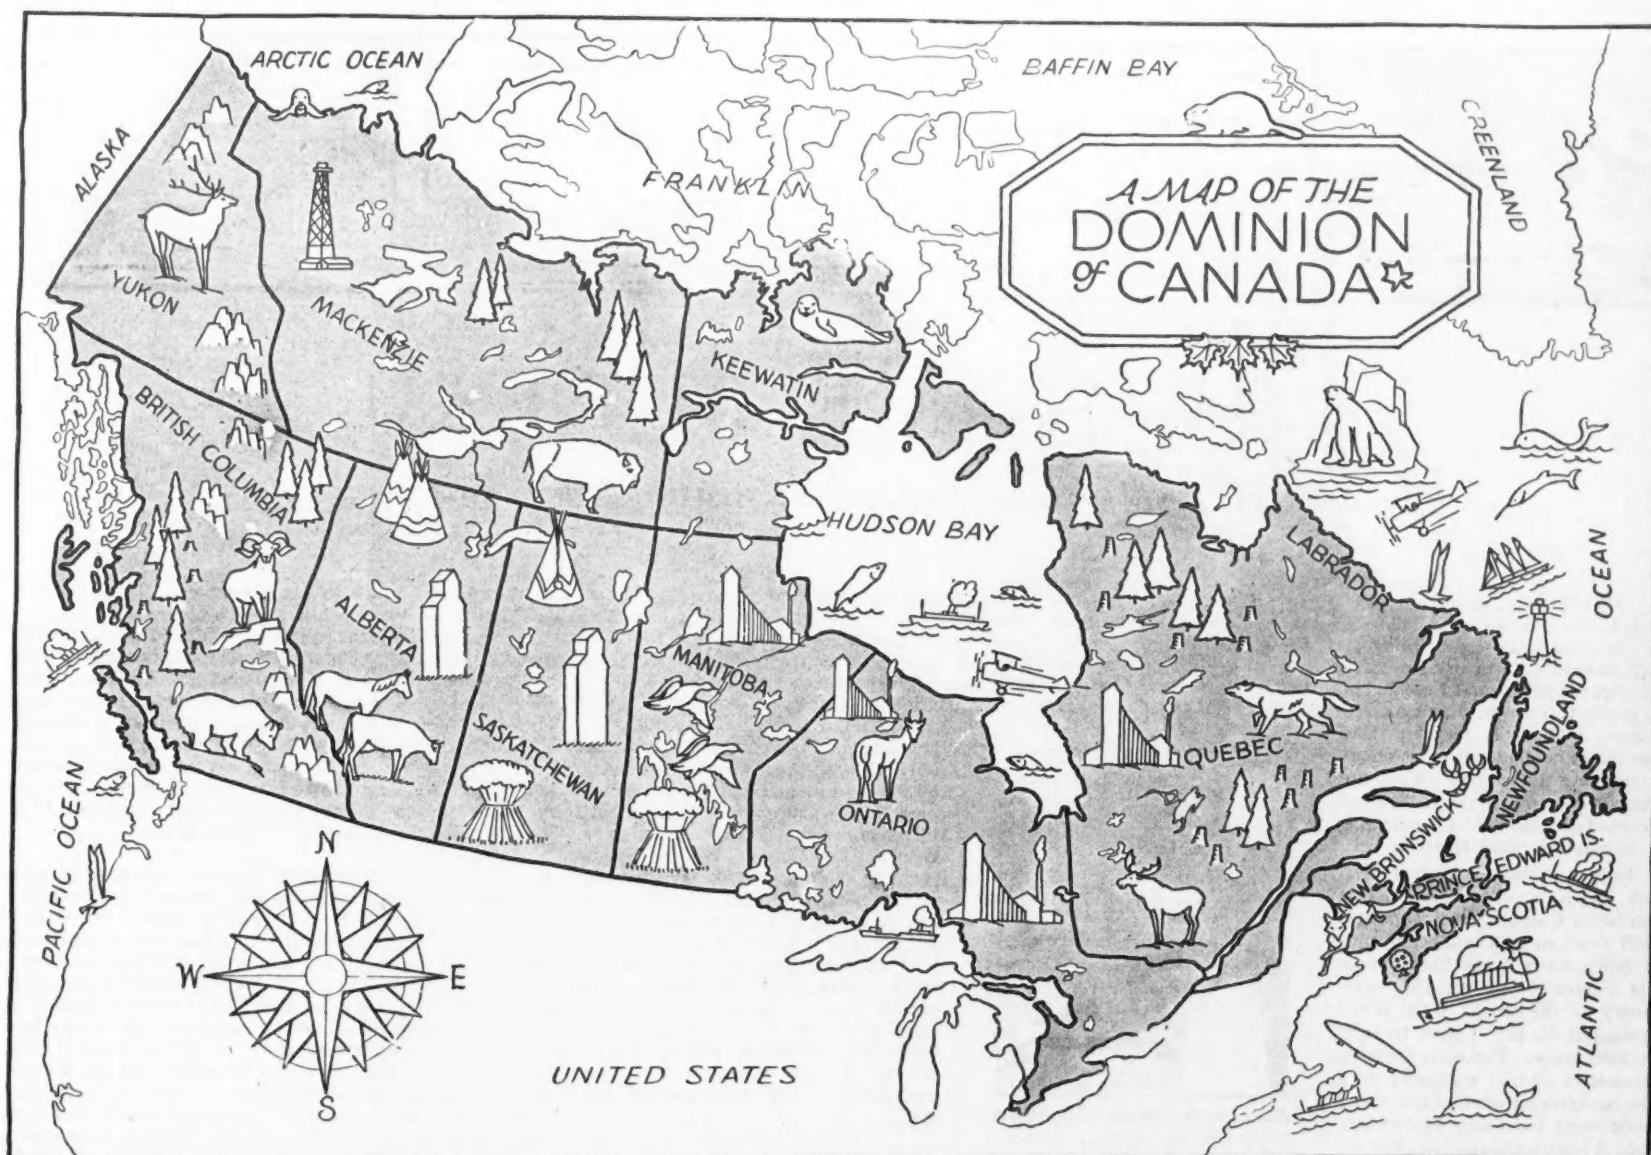 ARCTIC OCEAN
BAFFIN BAY
GREENLAND
ALASKA
FRANKLIN
A MAP OF THE
DOMINION
of CANADA
YUKON
MACKENZIE
KEEWATIN
BRITISH COLUMBIA
HUDSON BAY
LABRADOR
OCEAN
ALBERTA
MANITOBA
SASKATCHEWAN
QUEBEC
NEWFOUNDLAND
ONTARIO
NEW BRUNSWICK
PRINCE EDWARD IS.
NOVA SCOTIA
PACIFIC OCEAN
N
W
E
S
UNITED STATES
ATLANTIC